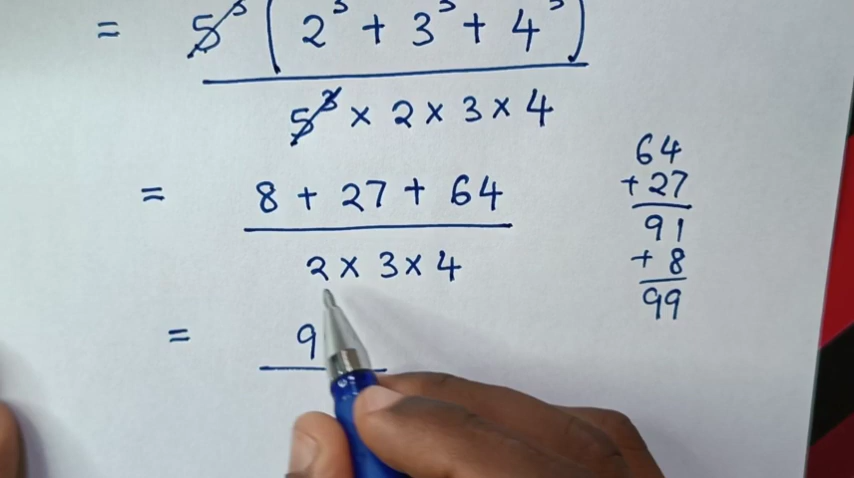 = 5³ (2³ + 3³ + 4³)
5³ × 2 × 3 × 4
= 8 + 27 + 64
2 × 3 × 4
= 9
64
+ 27
91
+ 8
99